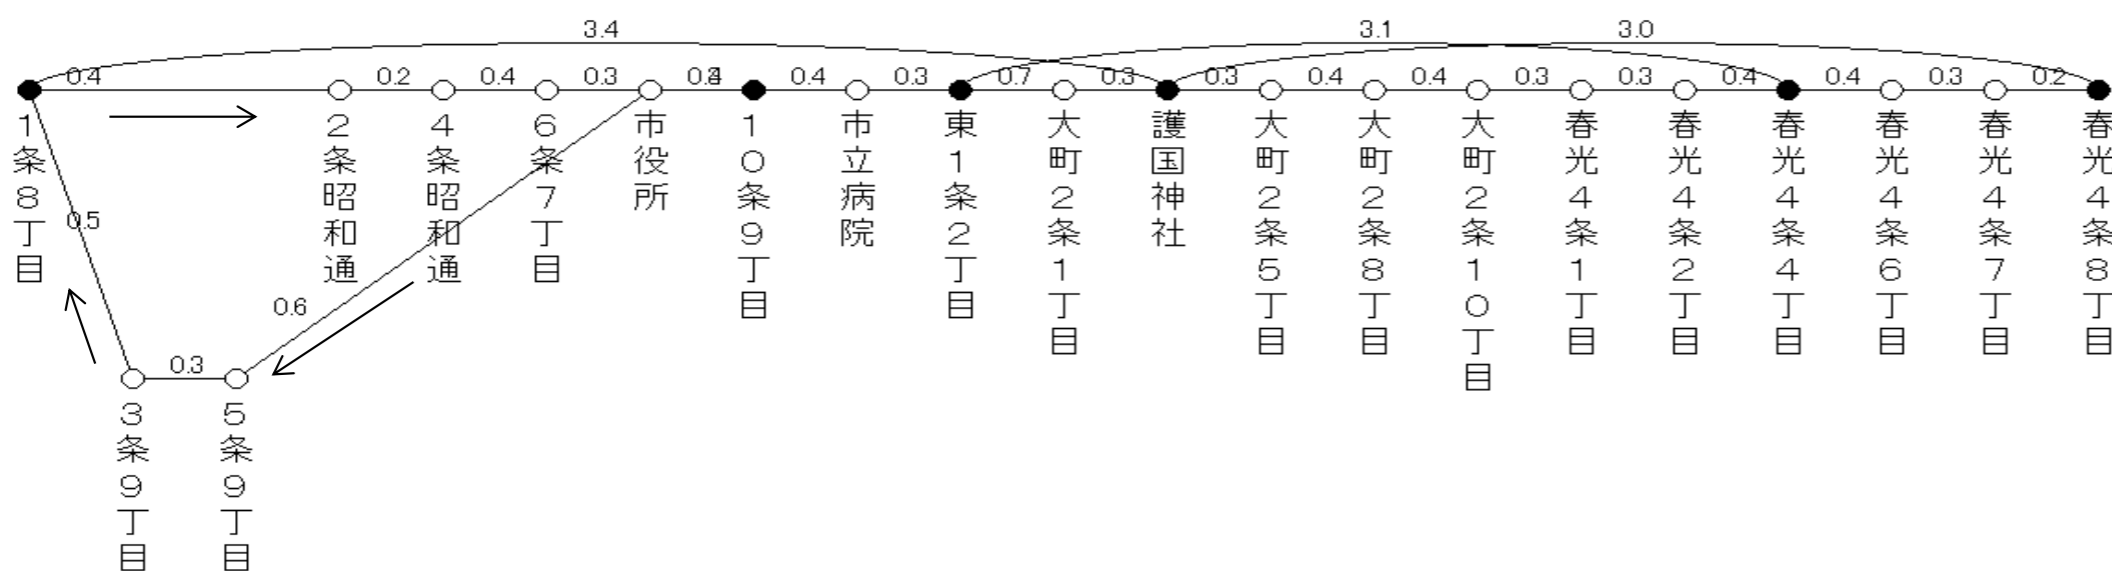 3.4
3.1
3.0
0.4
0.2
0.4
0.3
0.4
0.3
0.7
0.3
0.3
0.4
0.4
0.3
0.3
0.4
0.4
0.3
0.2
1条8丁目
2条昭和通
4条昭和通
6条7丁目
市役所
10条9丁目
市立病院
東1条2丁目
大町2条1丁目
護国神社
大町2条5丁目
大町2条8丁目
大町2条10丁目
春光4条1丁目
春光4条2丁目
春光4条4丁目
春光4条6丁目
春光4条7丁目
春光4条8丁目
0.5
0.6
0.3
3条9丁目
5条9丁目